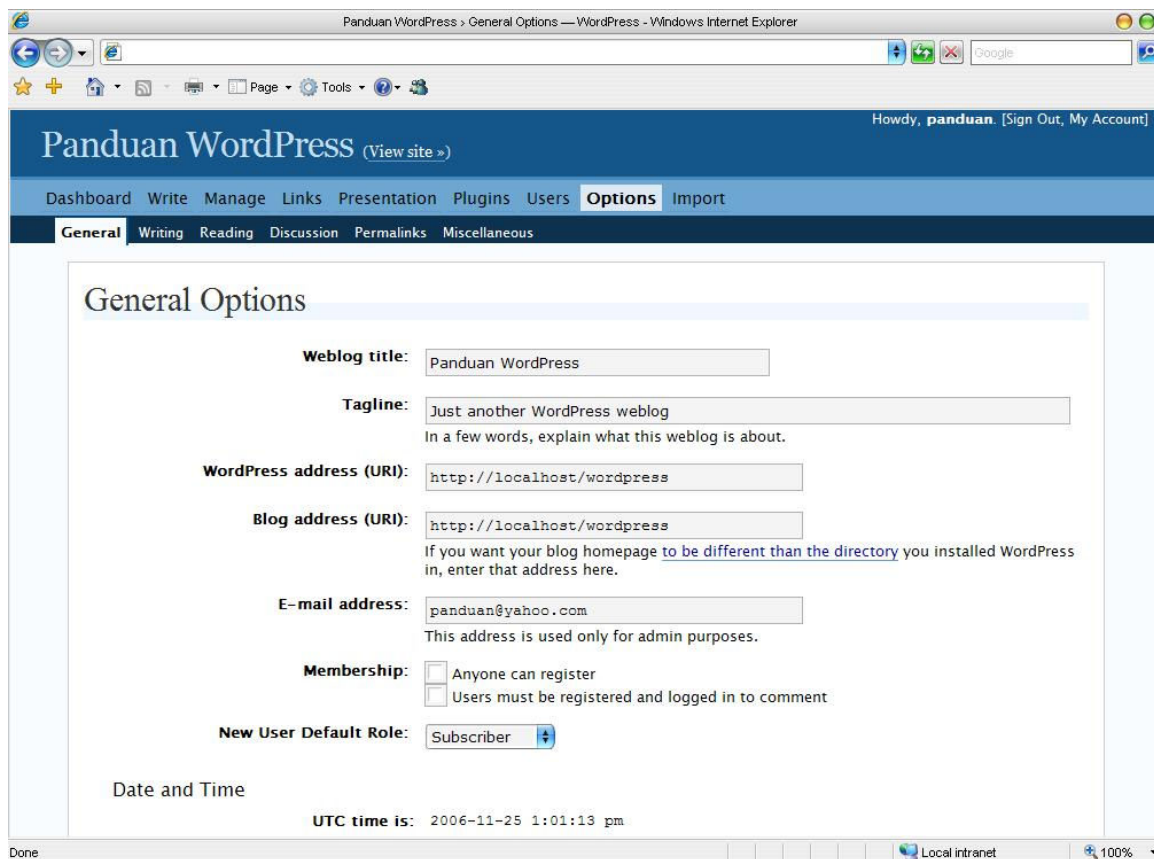 Panduan WordPress › General Options — WordPress - Windows Internet Explorer
Google
Page Tools
Howdy, panduan. [Sign Out, My Account]
Panduan WordPress (View site »)
Dashboard Write Manage Links Presentation Plugins Users Options Import
General Writing Reading Discussion Permalinks Miscellaneous
General Options
Weblog title: Panduan WordPress
Tagline: Just another WordPress weblog
In a few words, explain what this weblog is about.
WordPress address (URI): http://localhost/wordpress
Blog address (URI): http://localhost/wordpress
If you want your blog homepage to be different than the directory you installed WordPress
in, enter that address here.
E-mail address: panduan@yahoo.com
This address is used only for admin purposes.
Membership: Anyone can register
Users must be registered and logged in to comment
New User Default Role: Subscriber
Date and Time
UTC time is: 2006-11-25 1:01:13 pm
Done Local intranet 100%